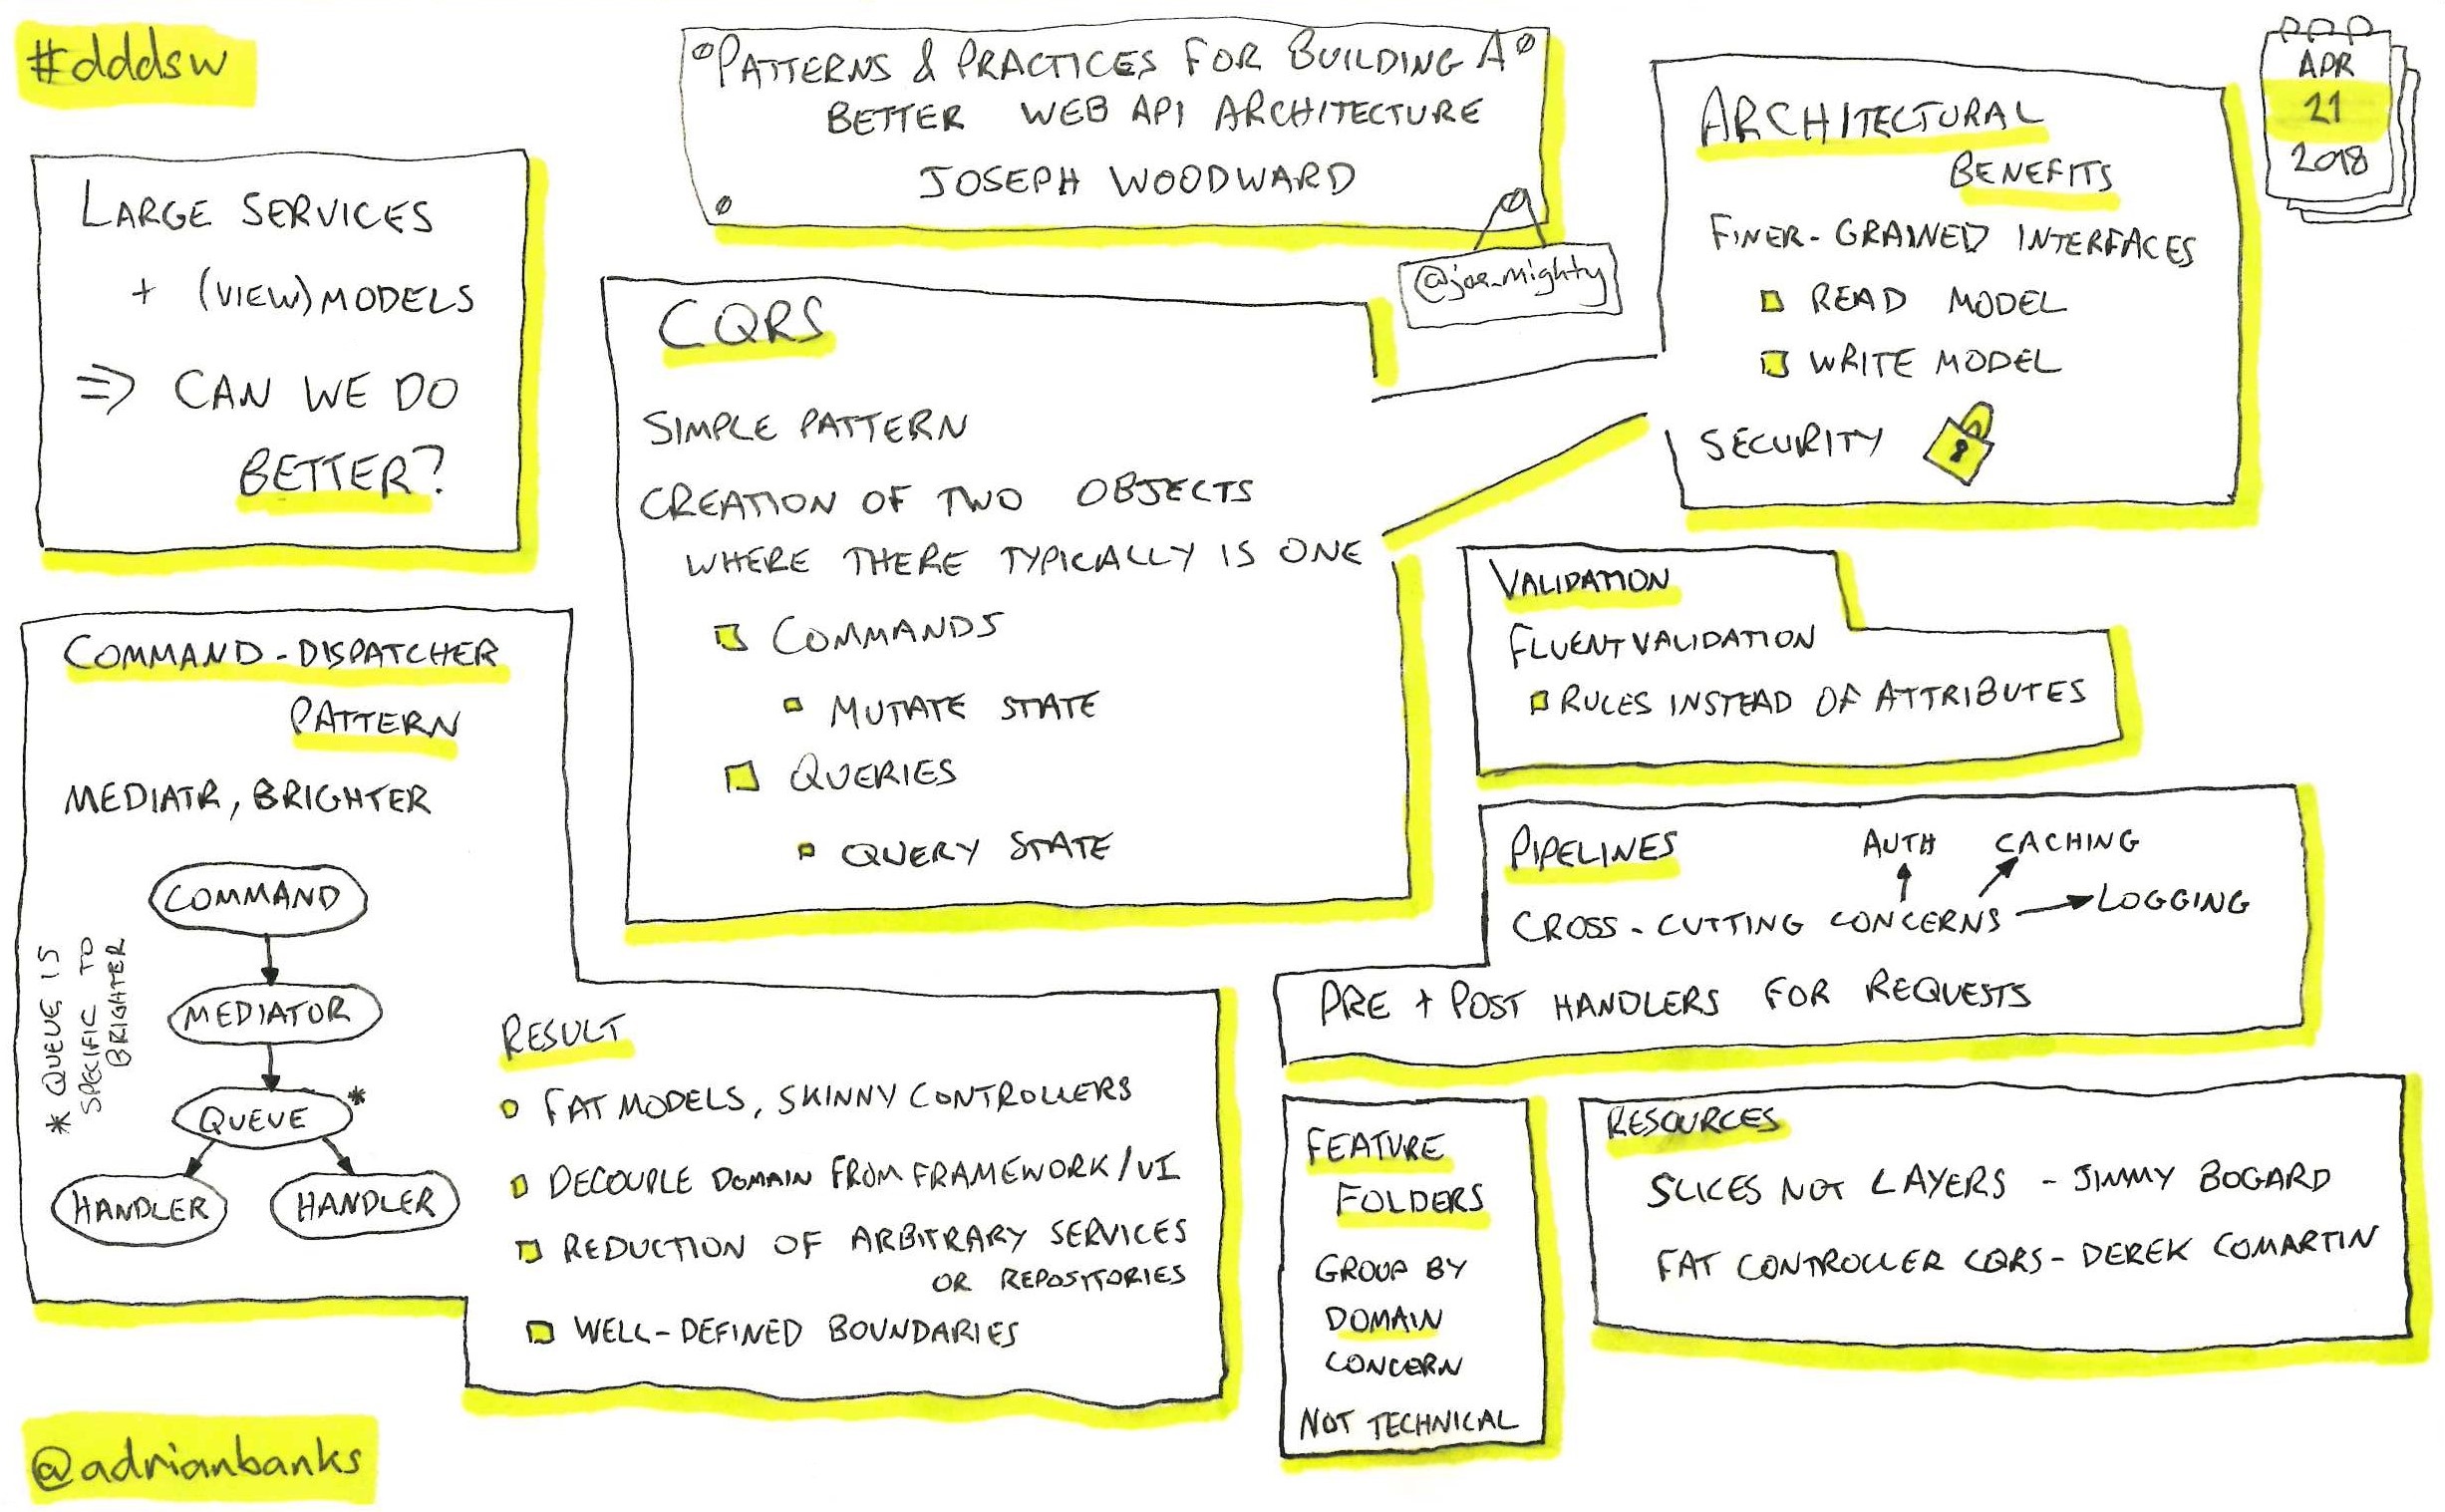 #dddsw
PATTERNS & PRACTICES FOR BUILDING A
BETTER WEB API ARCHITECTURE
JOSEPH WOODWARD
@joe_mighty
APR
21
2018
LARGE SERVICES
+ (VIEW)MODELS
⇒ CAN WE DO
BETTER?
CQRS
SIMPLE PATTERN
CREATION OF TWO OBJECTS
WHERE THERE TYPICALLY IS ONE
COMMANDS
MUTATE STATE
QUERIES
QUERY STATE
ARCHITECTURAL
BENEFITS
FINER-GRAINED INTERFACES
READ MODEL
WRITE MODEL
SECURITY
COMMAND-DISPATCHER
PATTERN
MEDIATR, BRIGHTER
COMMAND
MEDIATOR
QUEUE *
HANDLER
HANDLER
* QUEUE IS
SPECIFIC TO
BRIGHTER
RESULT
FAT MODELS, SKINNY CONTROLLERS
DECOUPLE DOMAIN FROM FRAMEWORK/UI
REDUCTION OF ARBITRARY SERVICES
OR REPOSITORIES
WELL-DEFINED BOUNDARIES
VALIDATION
FLUENTVALIDATION
RULES INSTEAD OF ATTRIBUTES
PIPELINES
AUTH CACHING
CROSS-CUTTING CONCERNS → LOGGING
PRE + POST HANDLERS FOR REQUESTS
FEATURE
FOLDERS
GROUP BY
DOMAIN
CONCERN
NOT TECHNICAL
RESOURCES
SLICES NOT LAYERS - JIMMY BOGARD
FAT CONTROLLER CQRS - DEREK COMARTIN
@adrianbanks